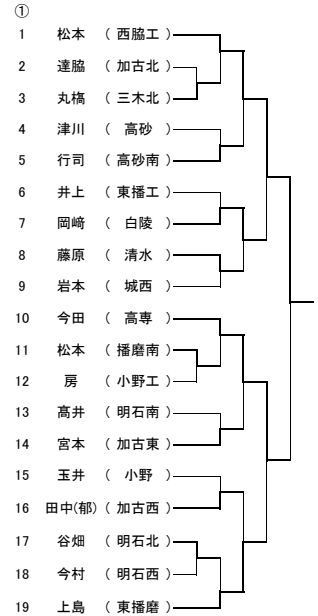 ①
1 松本 ( 西脇工 )
2 達脇 ( 加古北 )
3 丸槗 ( 三木北 )
4 津川 ( 高砂 )
5 行司 ( 高砂南 )
6 井上 ( 東播工 )
7 岡﨑 ( 白陵 )
8 藤原 ( 清水 )
9 岩本 ( 城西 )
10 今田 ( 高専 )
11 松本 ( 播磨南 )
12 房 ( 小野工 )
13 髙井 ( 明石南 )
14 宮本 ( 加古東 )
15 玉井 ( 小野 )
16 田中(郁) ( 加古西 )
17 谷畑 ( 明石北 )
18 今村 ( 明石西 )
19 上島 ( 東播磨 )